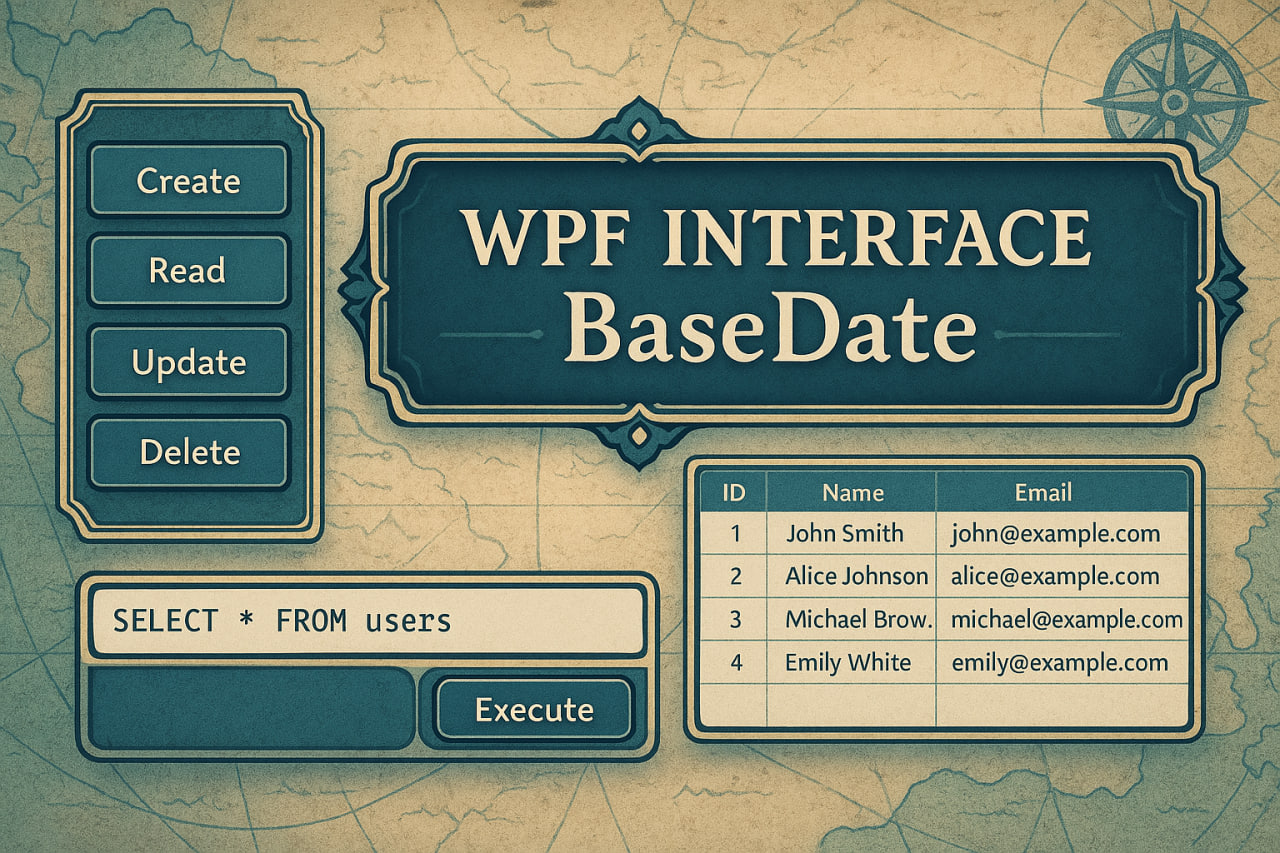 Create
Read
Update
Delete
WPF INTERFACE
BaseDate
SELECT * FROM users
Execute
ID Name Email
1 John Smith john@example.com
2 Alice Johnson alice@example.com
3 Michael Brow. michael@example.com
4 Emily White emily@example.com